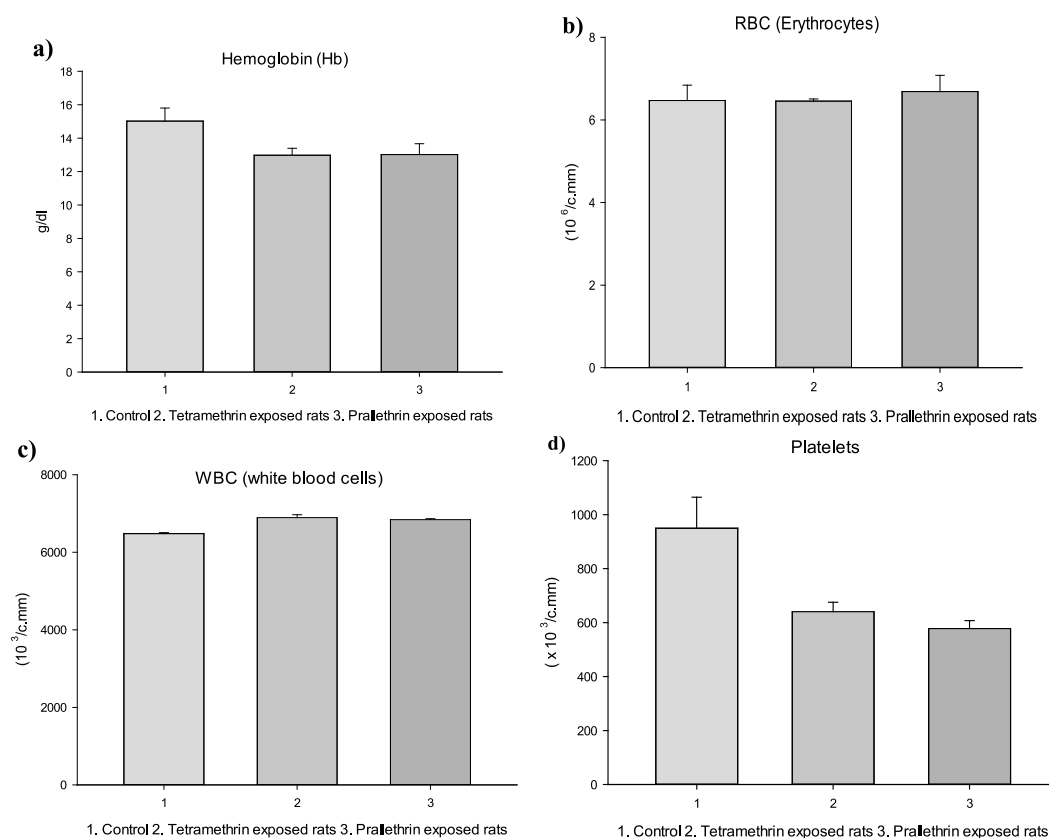 a)
Hemoglobin (Hb)
18
16
14
12
10
8
6
4
2
0
g/dl
1
2
3
1. Control 2. Tetramethrin exposed rats 3. Prallethrin exposed rats
b)
RBC (Erythrocytes)
8
6
4
2
0
(10 6/c.mm)
1
2
3
1. Control 2. Tetramethrin exposed rats 3. Prallethrin exposed rats
c)
WBC (white blood cells)
8000
6000
4000
2000
0
(10 3/c.mm)
1
2
3
1. Control 2. Tetramethrin exposed rats 3. Prallethrin exposed rats
d)
Platelets
1200
1000
800
600
400
200
0
( x 10 3/c.mm)
1
2
3
1. Control 2. Tetramethrin exposed rats 3. Prallethrin exposed rats